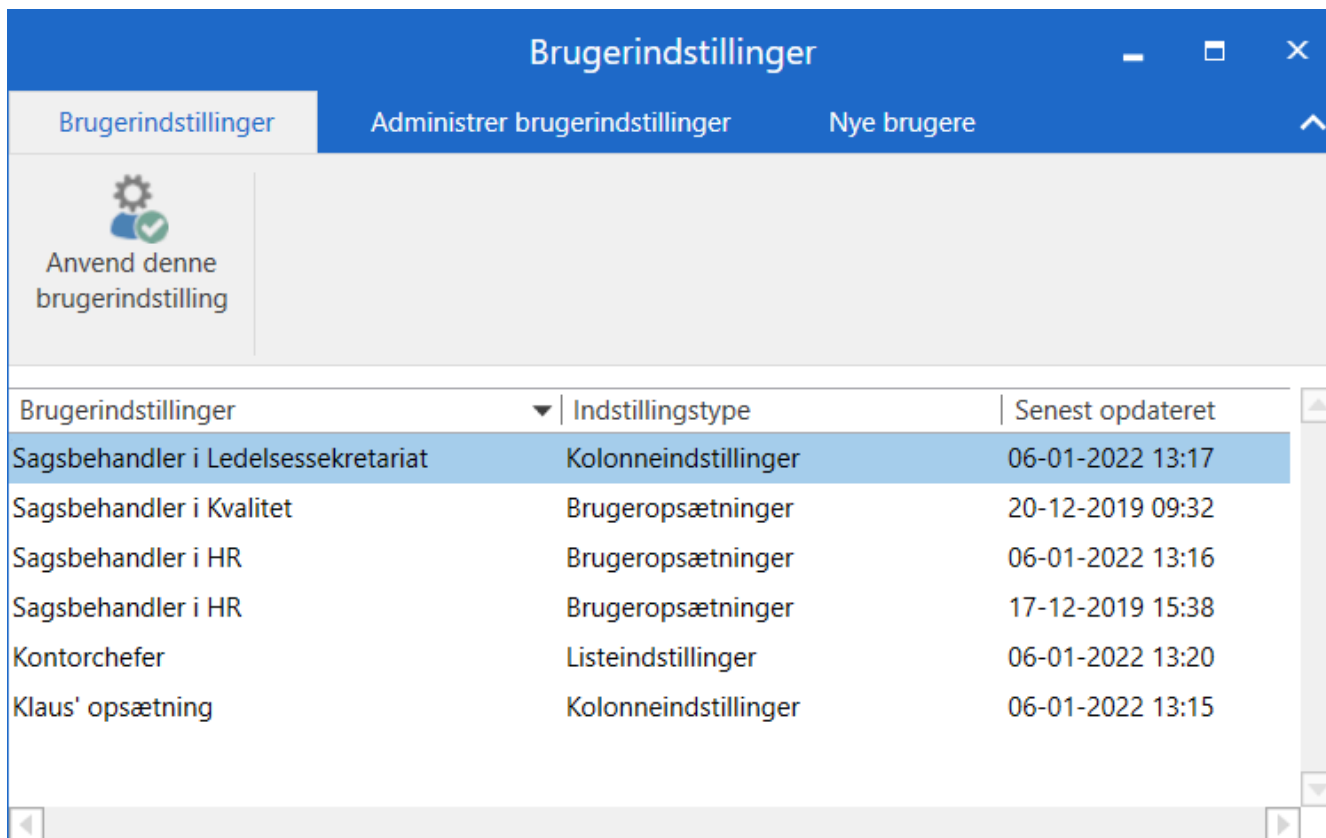 Brugerindstillinger
Brugerindstillinger Administrer brugerindstillinger Nye brugere
Anvend denne
brugerindstilling
Brugerindstillinger Indstillingstype Senest opdateret
Sagsbehandler i Ledelsessekretariat Kolonneindstillinger 06-01-2022 13:17
Sagsbehandler i Kvalitet Brugeropsætninger 20-12-2019 09:32
Sagsbehandler i HR Brugeropsætninger 06-01-2022 13:16
Sagsbehandler i HR Brugeropsætninger 17-12-2019 15:38
Kontorchefer Listeindstillinger 06-01-2022 13:20
Klaus' opsætning Kolonneindstillinger 06-01-2022 13:15